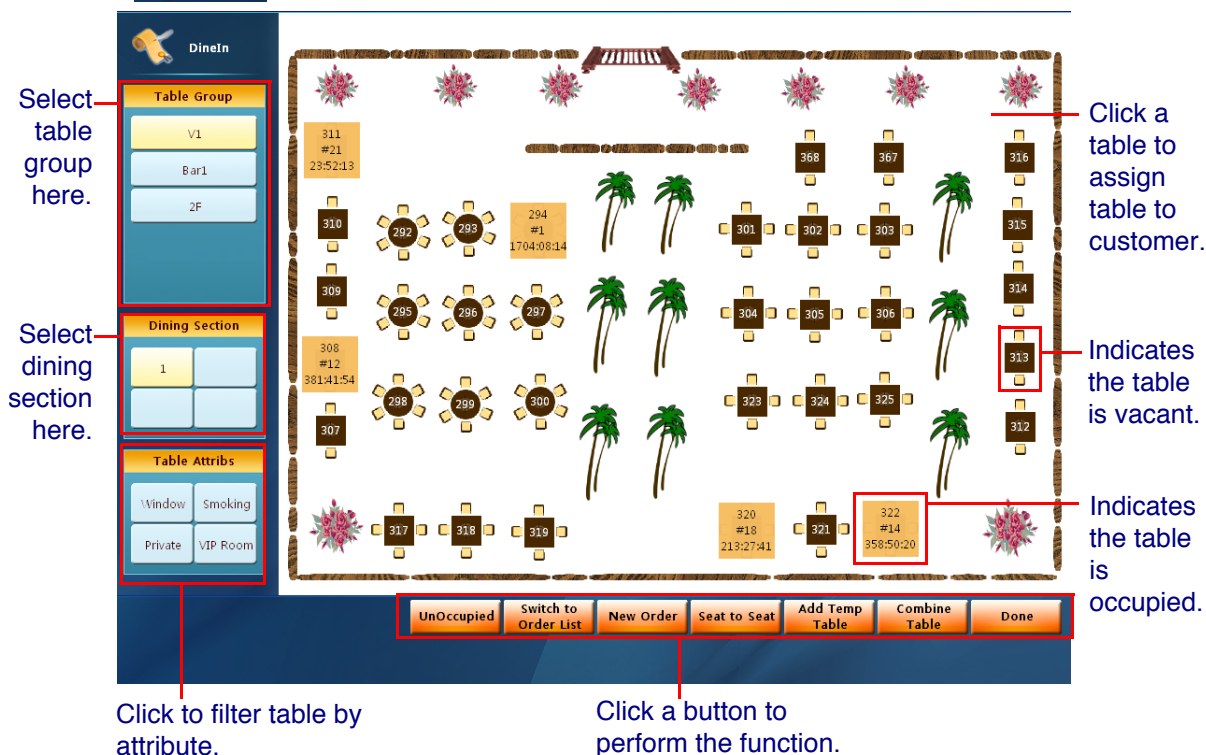 DineIn
Select
table
group
here.
Table Group
V1
Bar1
2F
Select
dining
section
here.
Dining Section
1
Table Attribs
Window
Smoking
Private
VIP Room
311
#21
23:52:13
368
367
316
310
292
293
294
#1
1704:08:14
301
302
303
315
309
295
296
297
304
305
306
314
308
#12
381:41:54
313
298
299
300
323
324
325
307
312
317
318
319
320
#18
213:27:41
321
322
#14
358:50:20
Click a
table to
assign
table to
customer.
Indicates
the table
is vacant.
Indicates
the table
is
occupied.
UnOccupied
Switch to
Order List
New Order
Seat to Seat
Add Temp
Table
Combine
Table
Done
Click to filter table by
attribute.
Click a button to
perform the function.